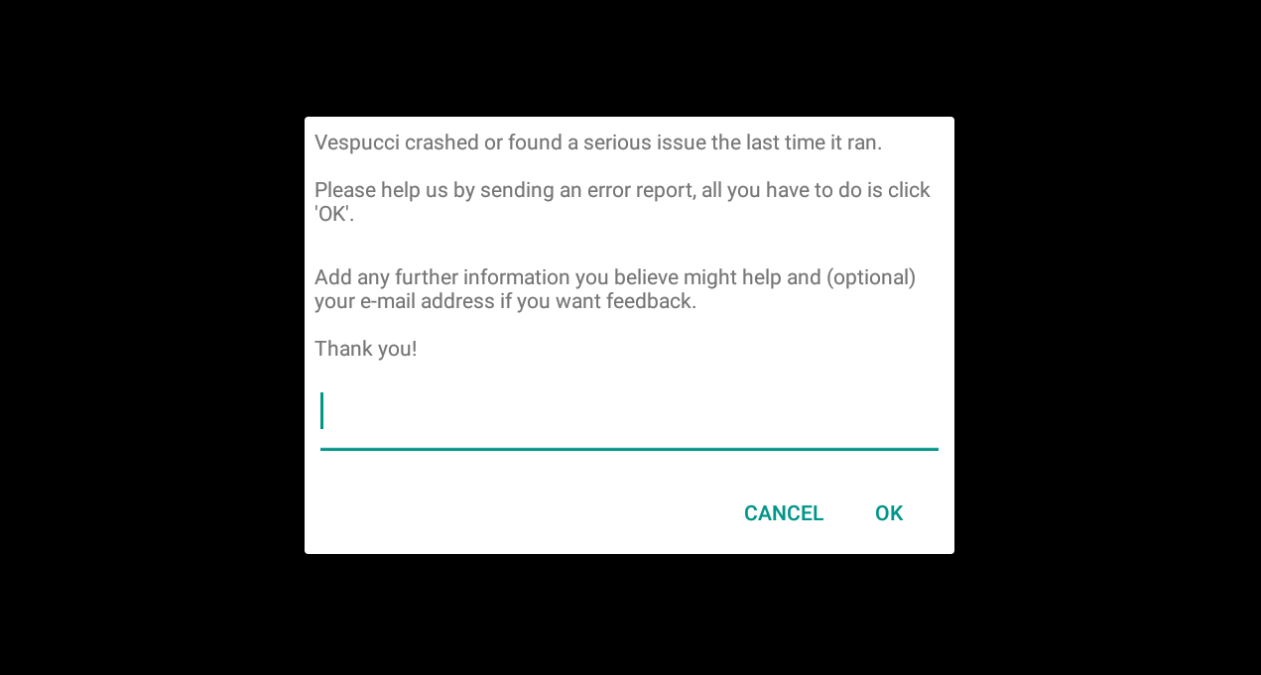 Vespucci crashed or found a serious issue the last time it ran.
Please help us by sending an error report, all you have to do is click
'OK'.
Add any further information you believe might help and (optional)
your e-mail address if you want feedback.
Thank you!
CANCEL OK